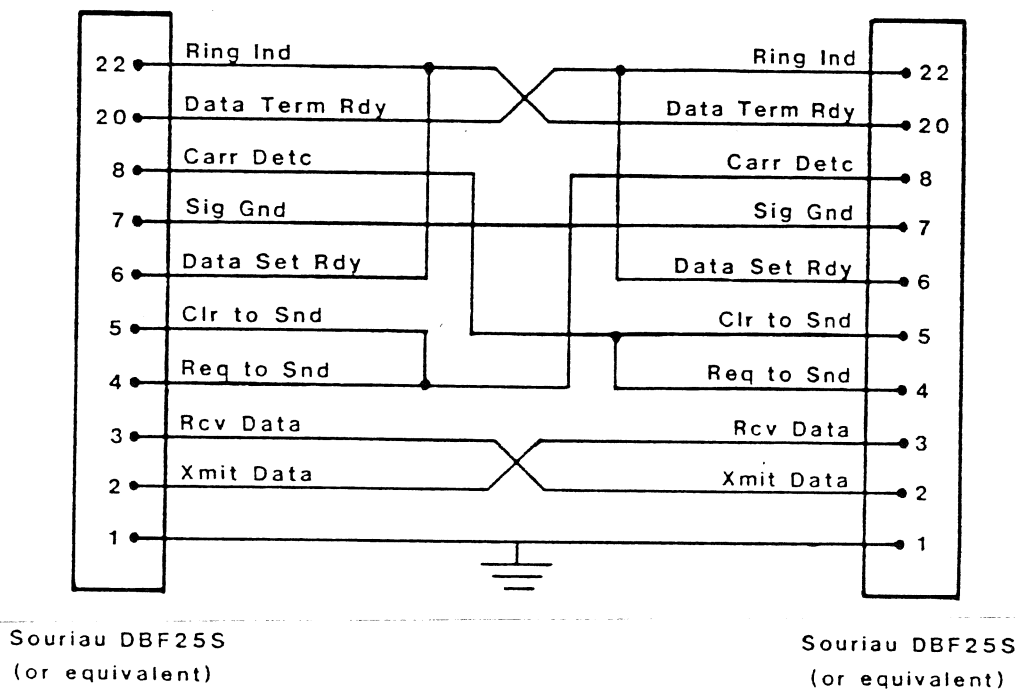 22 Ring Ind Ring Ind 22
20 Data Term Rdy Data Term Rdy 20
8 Carr Detc Carr Detc 8
7 Sig Gnd Sig Gnd 7
6 Data Set Rdy Data Set Rdy 6
5 Clr to Snd Clr to Snd 5
4 Req to Snd Req to Snd 4
3 Rcv Data Rcv Data 3
2 Xmit Data Xmit Data 2
1 1
Souriau DBF25S Souriau DBF25S
(or equivalent) (or equivalent)